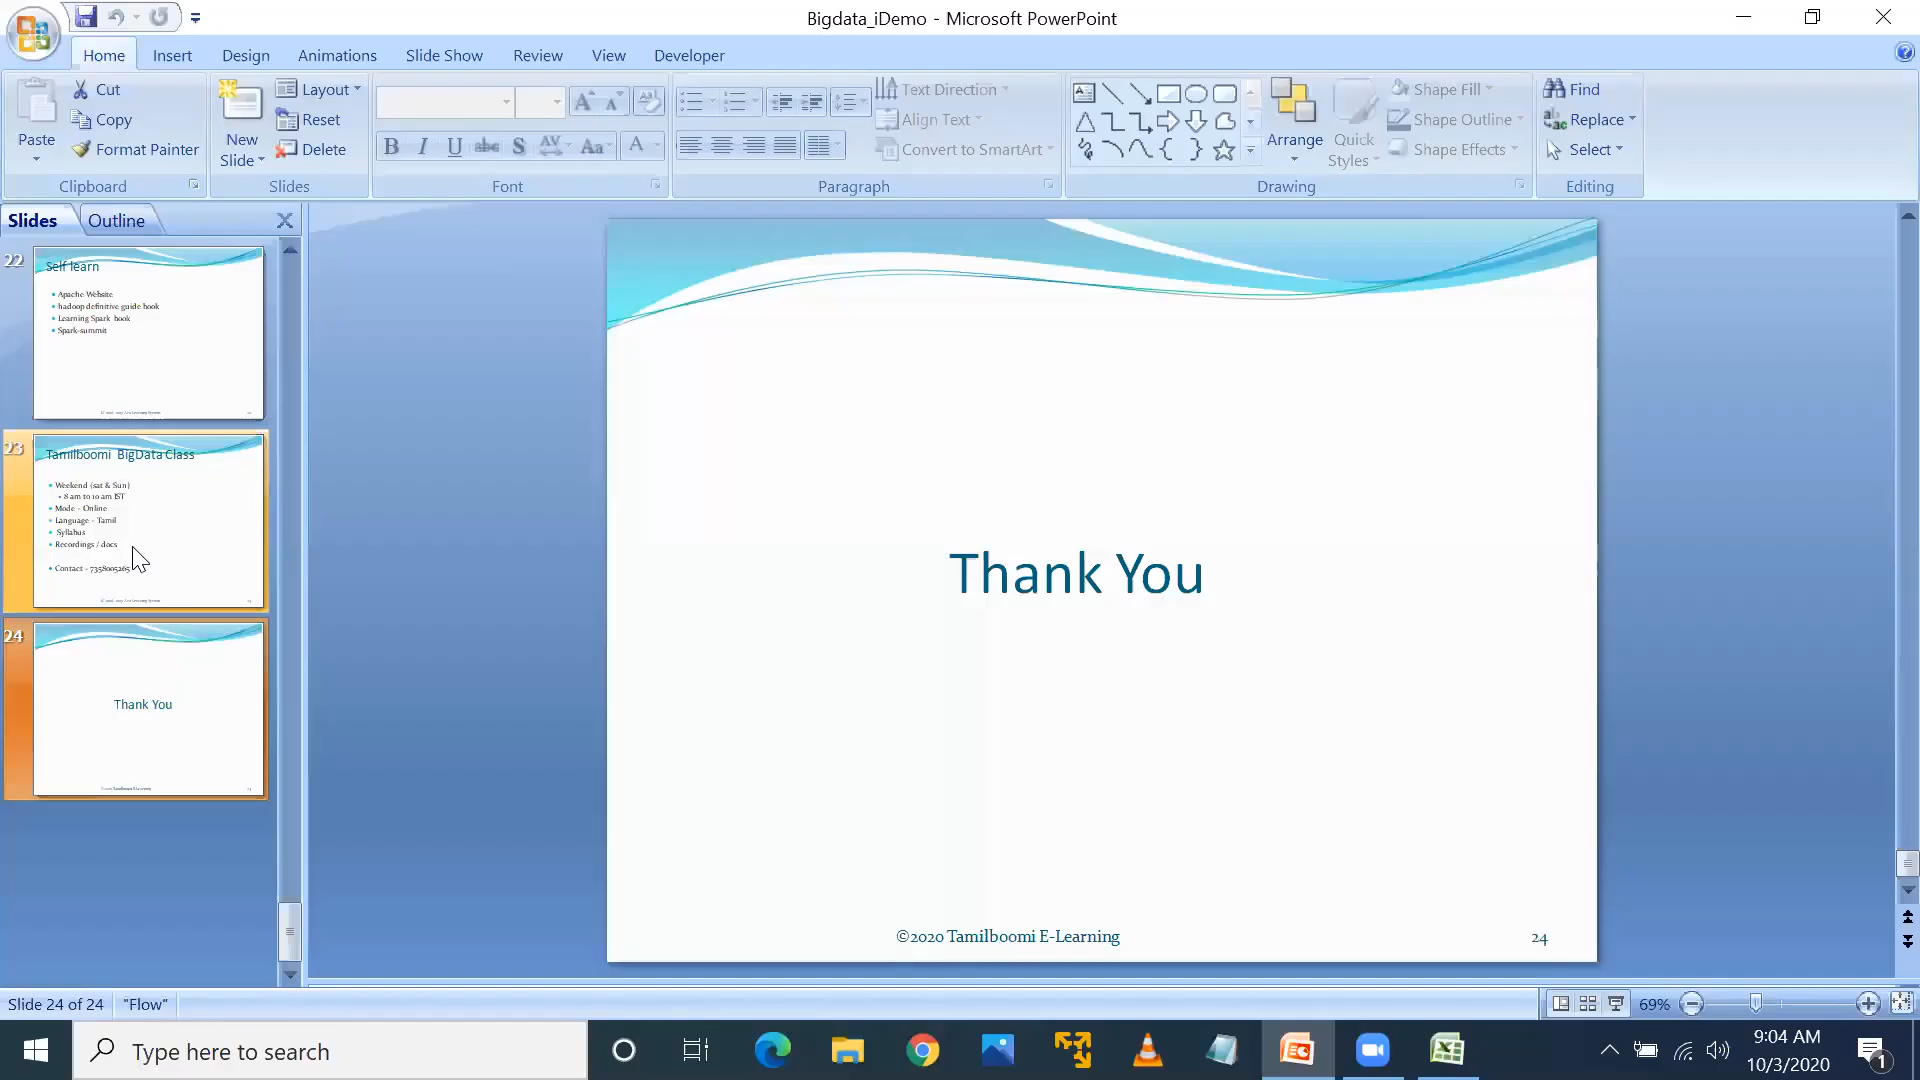 Bigdata_iDemo - Microsoft PowerPoint
Home Insert Design Animations Slide Show Review View Developer
Paste
Cut
Copy
Format Painter
Clipboard
New
Slide
Layout
Reset
Delete
Slides
Font
Text Direction
Align Text
Convert to SmartArt
Paragraph
Arrange
Quick
Styles
Shape Fill
Shape Outline
Shape Effects
Drawing
Find
Replace
Select
Editing
Slides Outline
22
Self learn
Apache Website
hadoop definitive guide book
Learning Spark book
Spark-summit
23
Tamilboomi BigData Class
Weekend (sat & Sun)
8 am to 10 am IST
Mode - Online
Language - Tamil
Syllabus
Recordings / docs
Contact - 7358005265
24
Thank You
Thank You
©2020 Tamilboomi E-Learning
24
Slide 24 of 24 "Flow"
69%
Type here to search
9:04 AM
10/3/2020
1